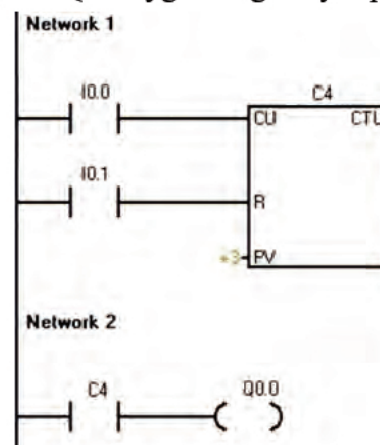 Network 1
I0.0
C4
CU CTU
I0.1
R
+3 PV
Network 2
C4 Q0.0